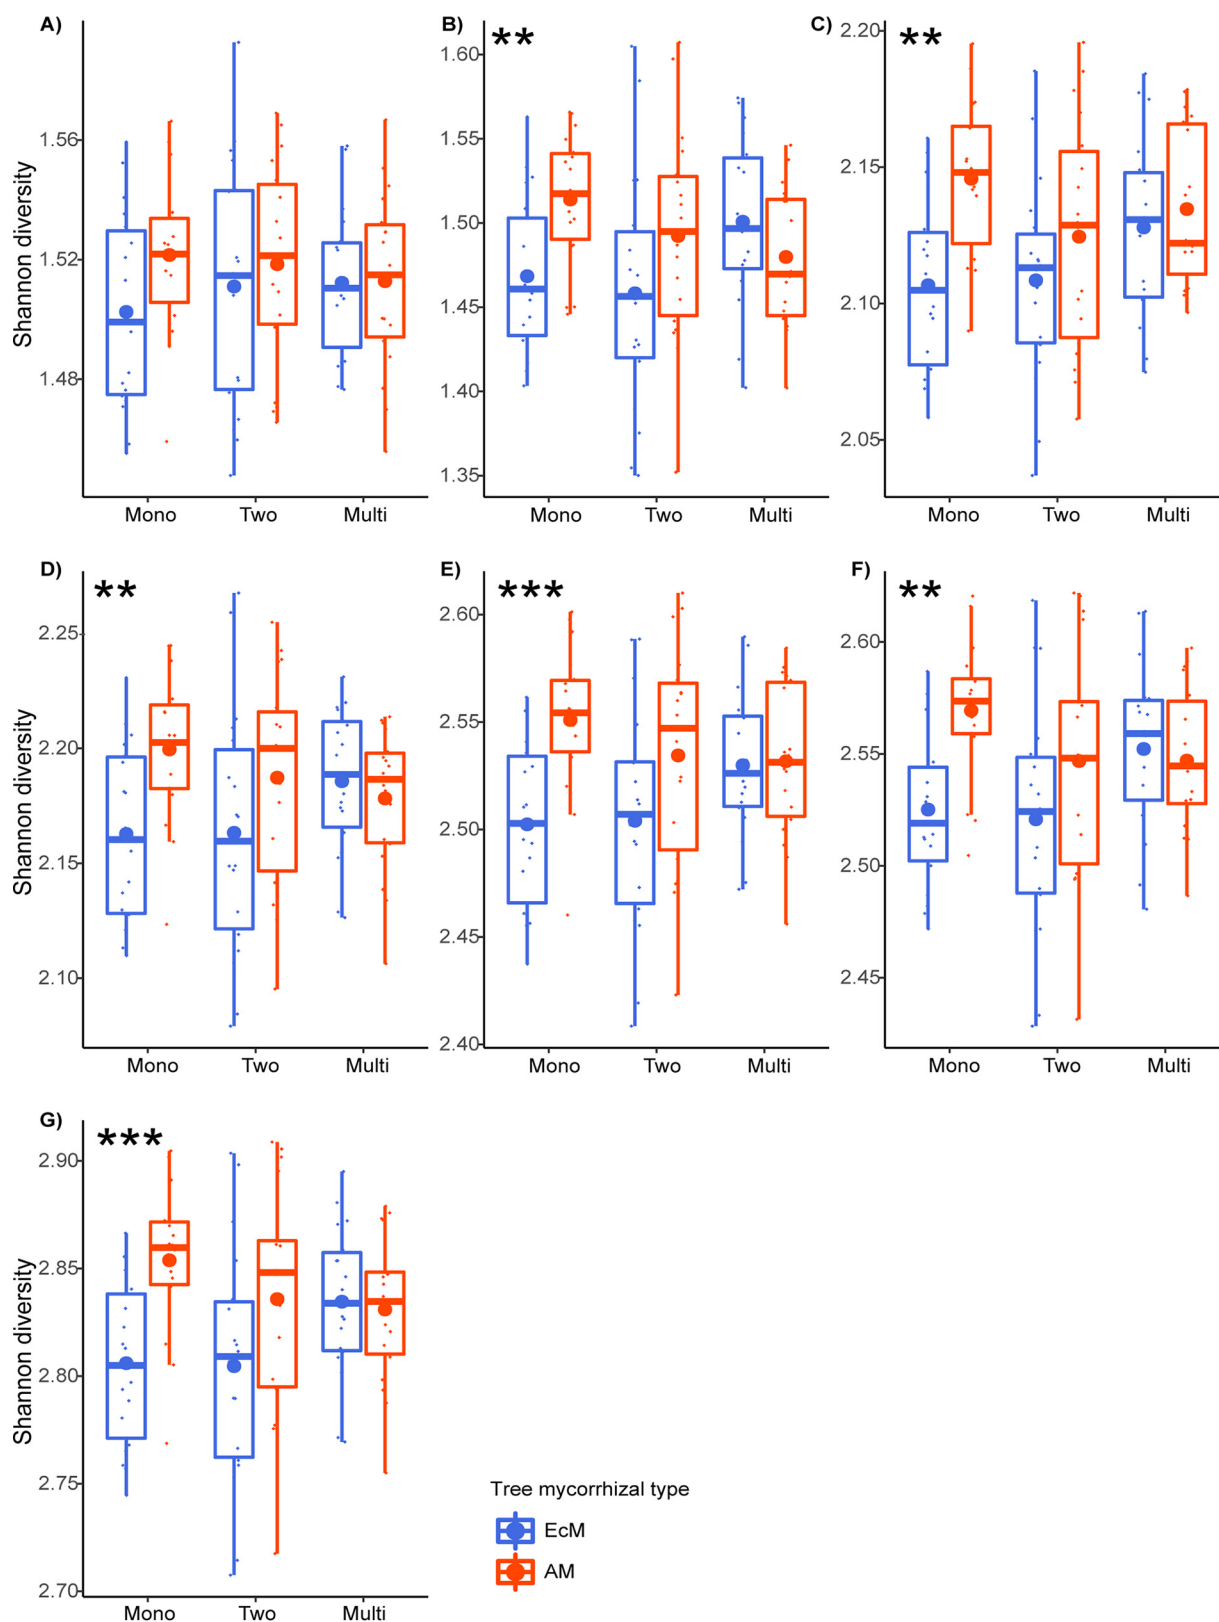 A)
Shannon diversity
1.56
1.52
1.48
Mono Two Multi
B)
**
1.60
1.55
1.50
1.45
1.40
1.35
Mono Two Multi
C)
**
2.20
2.15
2.10
2.05
Mono Two Multi
D)
**
Shannon diversity
2.25
2.20
2.15
2.10
Mono Two Multi
E)
***
2.60
2.55
2.50
2.45
2.40
Mono Two Multi
F)
**
2.60
2.55
2.50
2.45
Mono Two Multi
G)
***
Shannon diversity
2.90
2.85
2.80
2.75
2.70
Mono Two Multi
Tree mycorrhizal type
EcM
AM